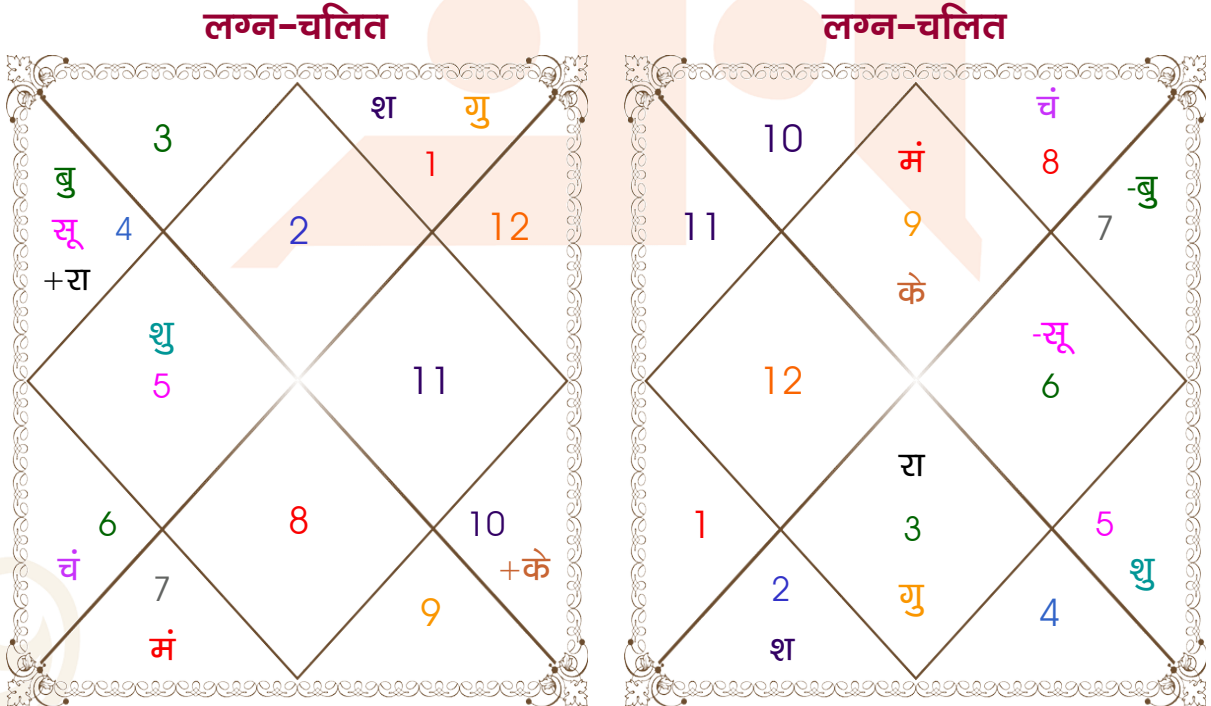 लग्न-चलित
श गु
3
1
बु
सू 4
2
12
+रा
शु
5
11
6
8
10
चं
+के
7
9
मं
लग्न-चलित
चं
10
मं
8
-बु
11
9
7
के
-सू
12
6
रा
1
3
5
शु
2
गु
4
श